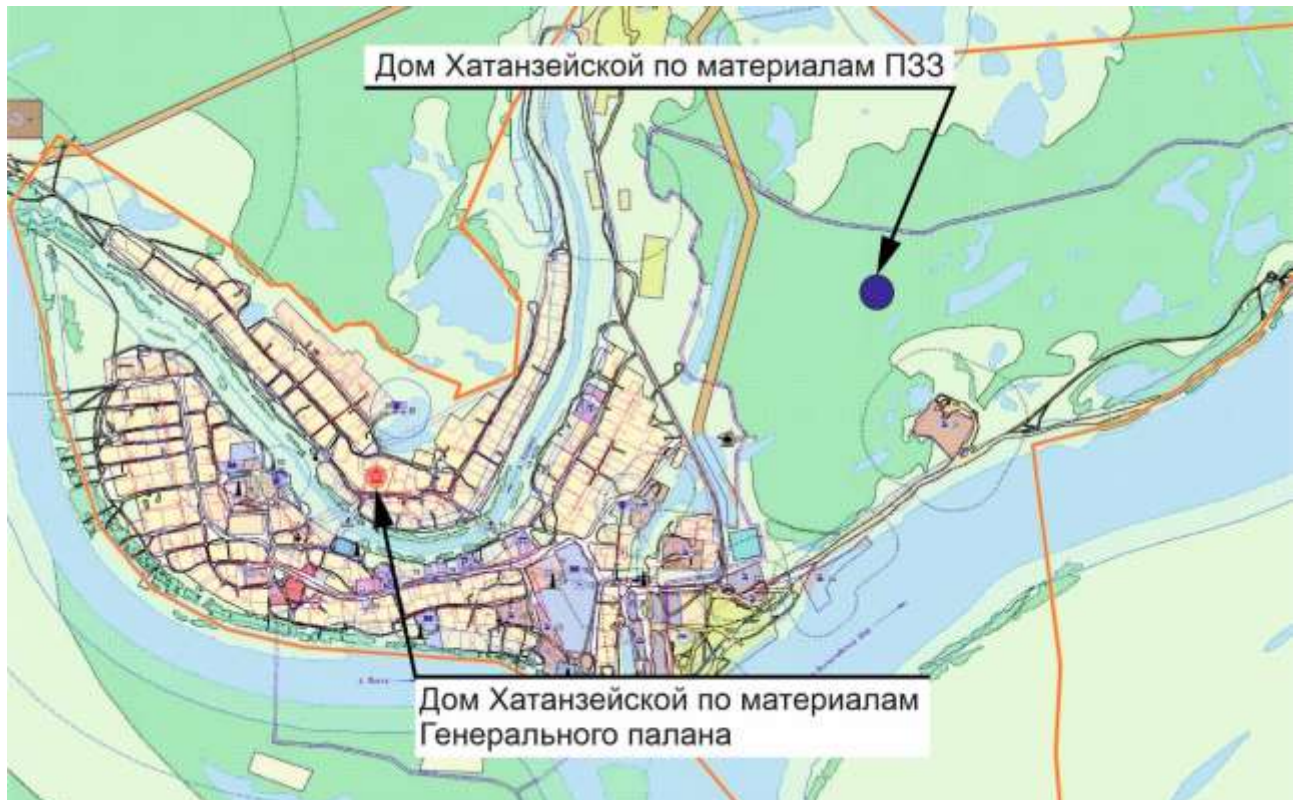 Дом Хатанзейской по материалам ПЗЗ
Дом Хатанзейской по материалам
Генерального палана